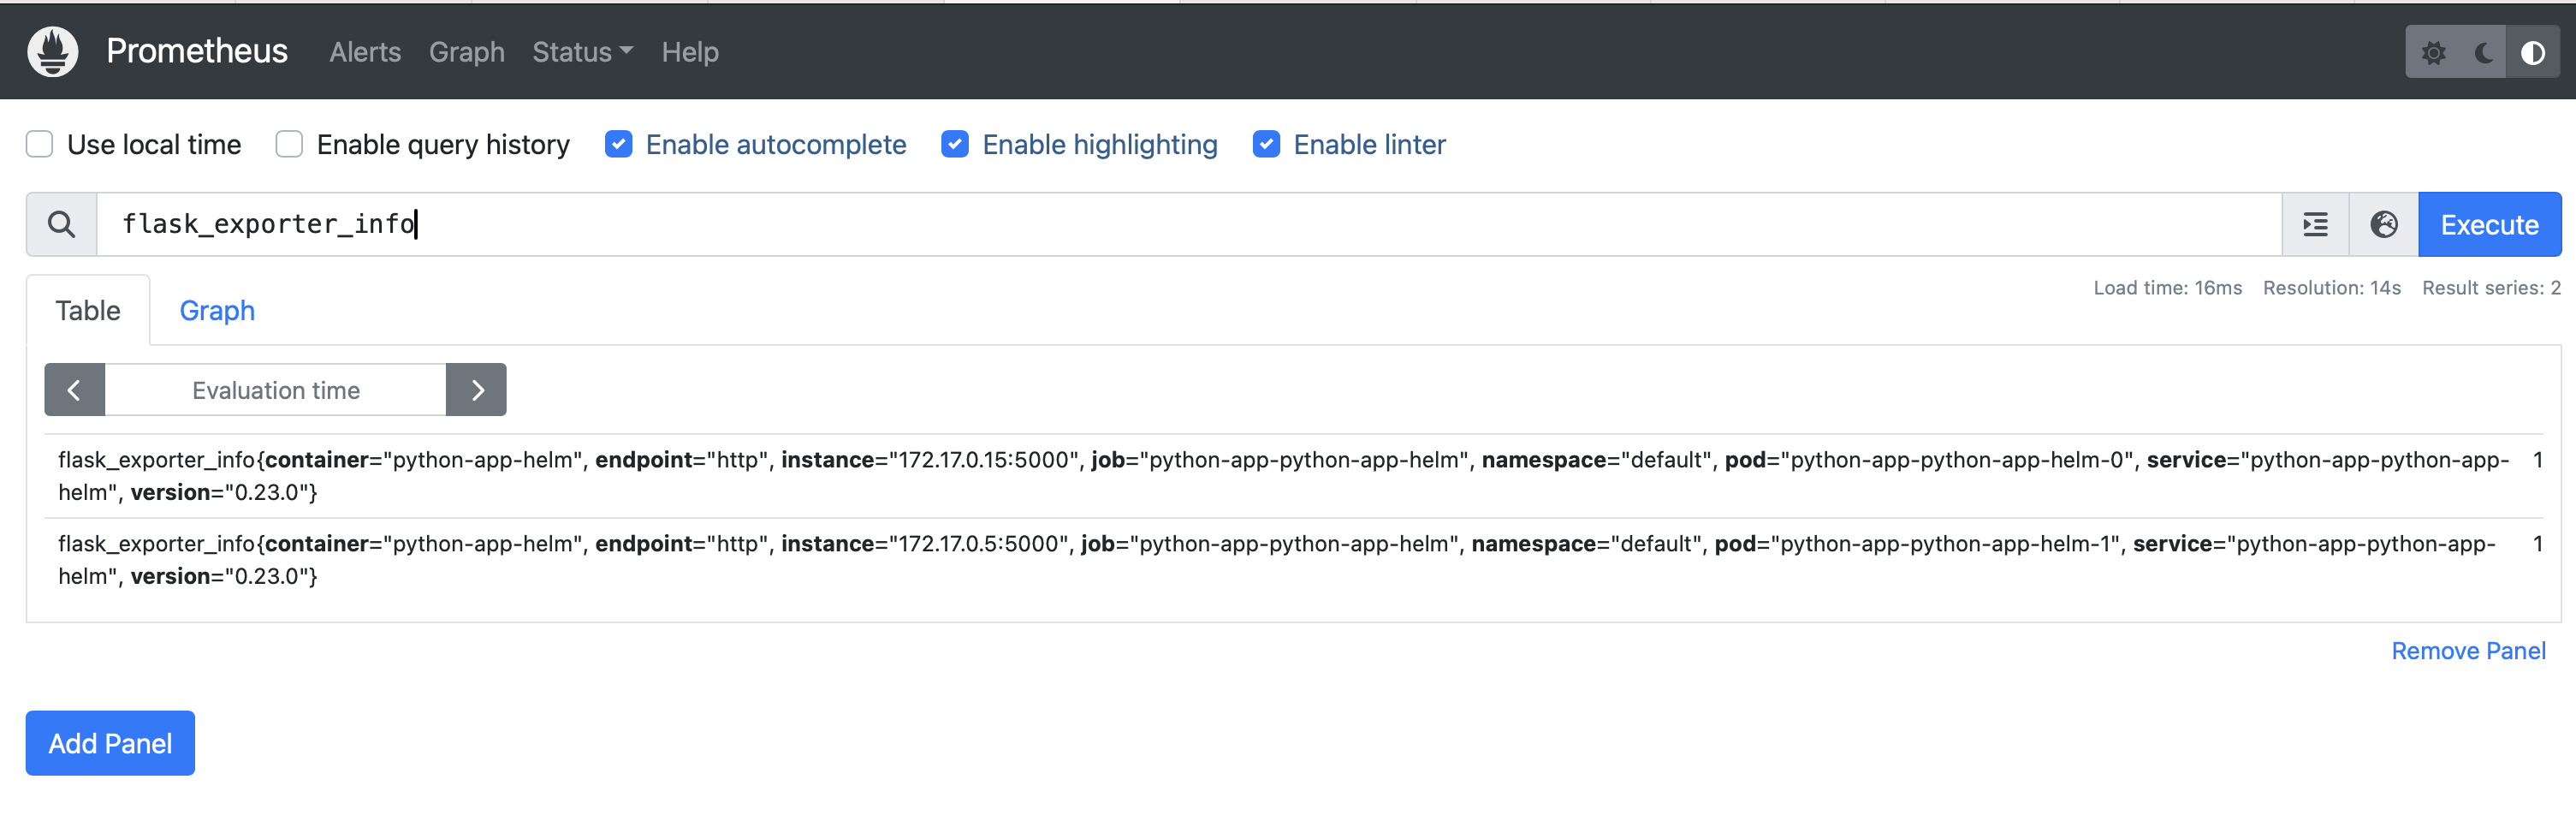 Prometheus Alerts Graph Status Help
Use local time Enable query history Enable autocomplete Enable highlighting Enable linter
flask_exporter_info Execute
Table Graph Load time: 16ms Resolution: 14s Result series: 2
Evaluation time
flask_exporter_info{container="python-app-helm", endpoint="http", instance="172.17.0.15:5000", job="python-app-python-app-helm", namespace="default", pod="python-app-python-app-helm-0", service="python-app-python-app- 1
helm", version="0.23.0"}
flask_exporter_info{container="python-app-helm", endpoint="http", instance="172.17.0.5:5000", job="python-app-python-app-helm", namespace="default", pod="python-app-python-app-helm-1", service="python-app-python-app- 1
helm", version="0.23.0"}
Remove Panel
Add Panel